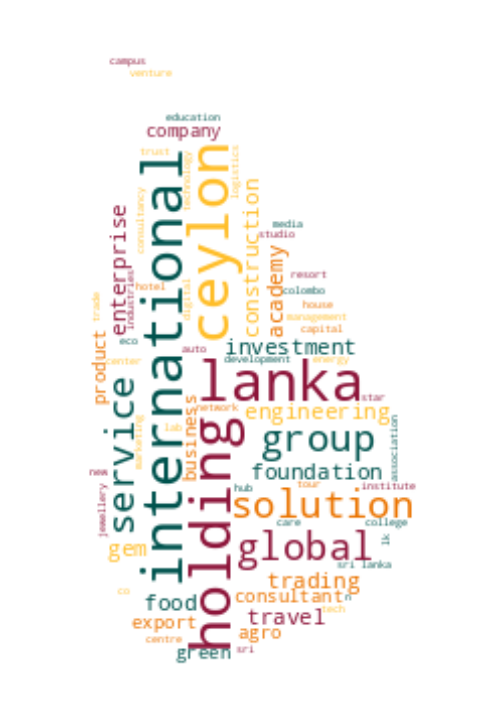 campus
venture
education
company
trust
technology
logistics
international
ceylon
consultancy
construction
enterprise
industries
media
studio
academy
resort
hotel
colombo
trade
digital
house
management
capital
eco
product
auto
investment
center
development
energy
lanka
service
star
network
business
engineering
marketing
lab
holding
group
association
foundation
new
jewellery
hub
tour
institute
solution
care
college
lk
gem
global
sri lanka
trading
co
food
consultant
n
tech
export
travel
agro
centre
green
sri